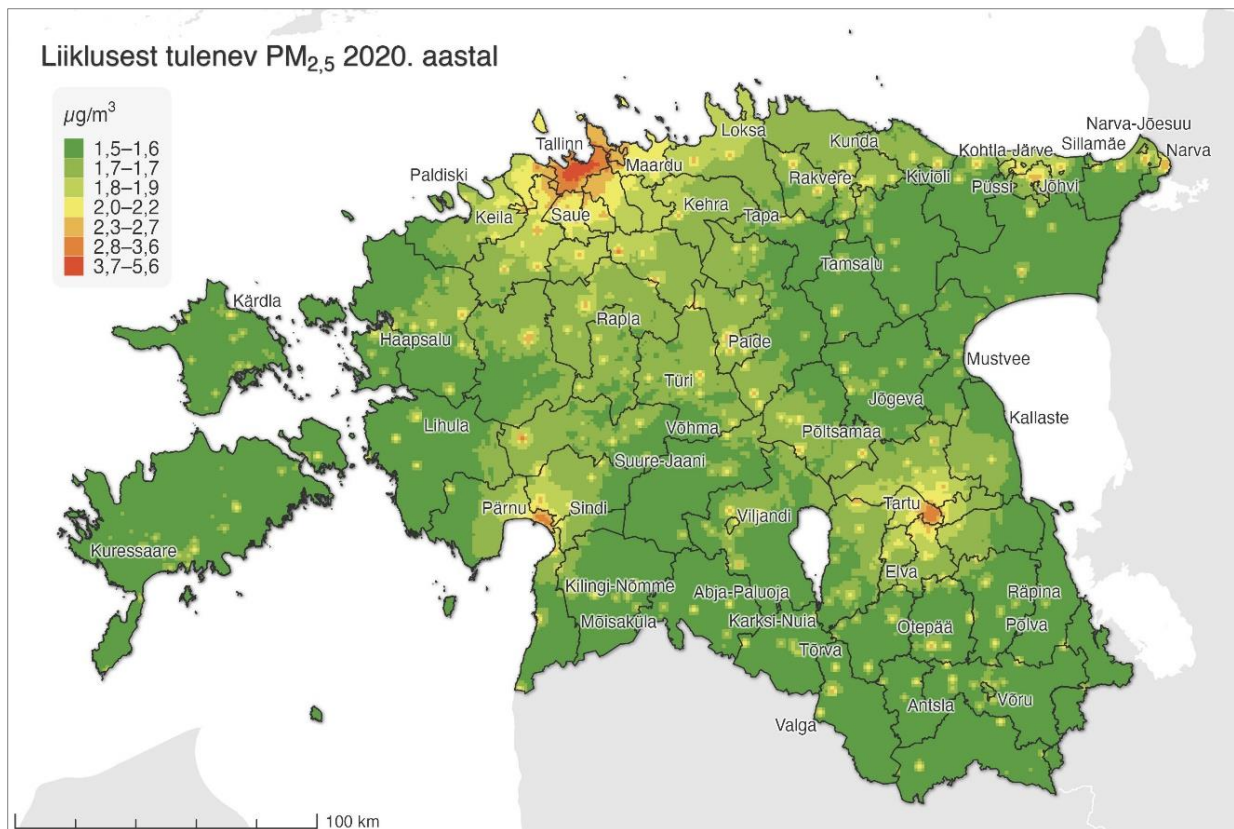 Liiklusest tulenev PM2,5 2020. aastal
µg/m³
1,5–1,6
1,7–1,7
1,8–1,9
2,0–2,2
2,3–2,7
2,8–3,6
3,7–5,6
Loksa
Narva-Jõesuu
Tallinn
Kunda
Sillamäe
Maardu
Kohtla-Järve
Narva
Paldiski
Rakvere
Kiviõli
Püssi
Jõhvi
Keila
Saue
Kehra
Tapa
Tamsalu
Kärdla
Rapla
Haapsalu
Paide
Mustvee
Türi
Jõgeva
Kallaste
Lihula
Võhma
Põltsamaa
Suure-Jaani
Pärnu
Sindi
Viljandi
Tartu
Kuressaare
Elva
Kilingi-Nõmme
Abja-Paluoja
Räpina
Mõisaküla
Karksi-Nuia
Otepää
Põlva
Tõrva
Antsla
Võru
Valga
100 km